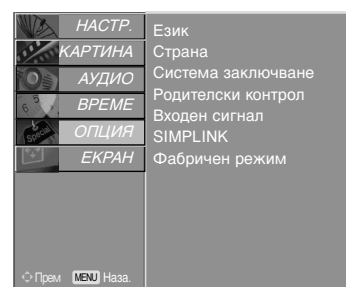 НАСТР.
КАРТИНА
АУДИО
ВРЕМЕ
ОПЦИЯ
ЕКРАН
Език
Страна
Система заключване
Родителски контрол
Входен сигнал
SIMPLINK
Фабричен режим
Прем MENU Наза.